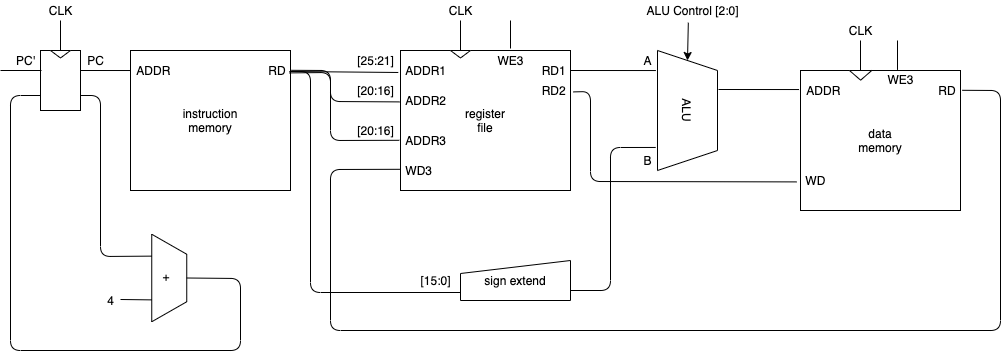 CLK
CLK
ALU Control [2:0]
CLK
PC'
PC
ADDR
RD
instruction
memory
[25:21]
[20:16]
[20:16]
ADDR1
ADDR2
ADDR3
WD3
WE3
RD1
RD2
register
file
A
B
ALU
ADDR
WE3
RD
data
memory
WD
+
4
[15:0]
sign extend